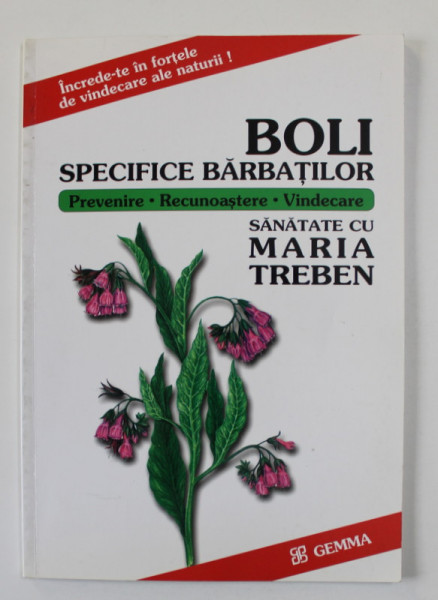 Încrede-te în forțele
de vindecare ale naturii !
BOLI
SPECIFICE BĂRBAȚILOR
Prevenire • Recunoaștere • Vindecare
SĂNĂTATE CU
MARIA
TREBEN
GEMMA